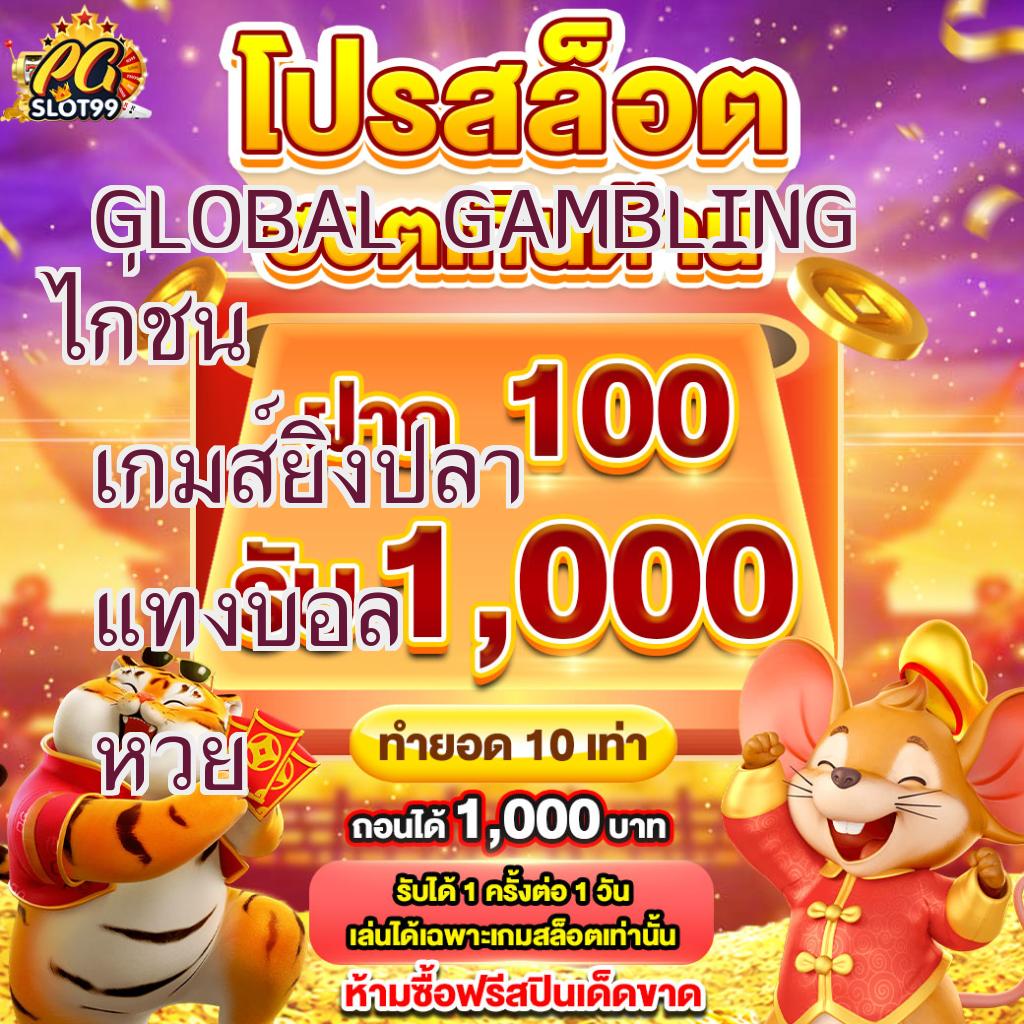 PG
SLOT99
โปรสล็อต
GLOBAL GAMBLING
ไก่ชน
ฝาก 100
เกมส์ยิงปลา
รับ 1,000
แทงบอล
หวย
ทำยอด 10 เท่า
ถอนได้ 1,000 บาท
รับได้ 1 ครั้งต่อ 1 วัน
เล่นได้เฉพาะเกมสล็อตเท่านั้น
ห้ามซื้อฟรีสปินเด็ดขาด